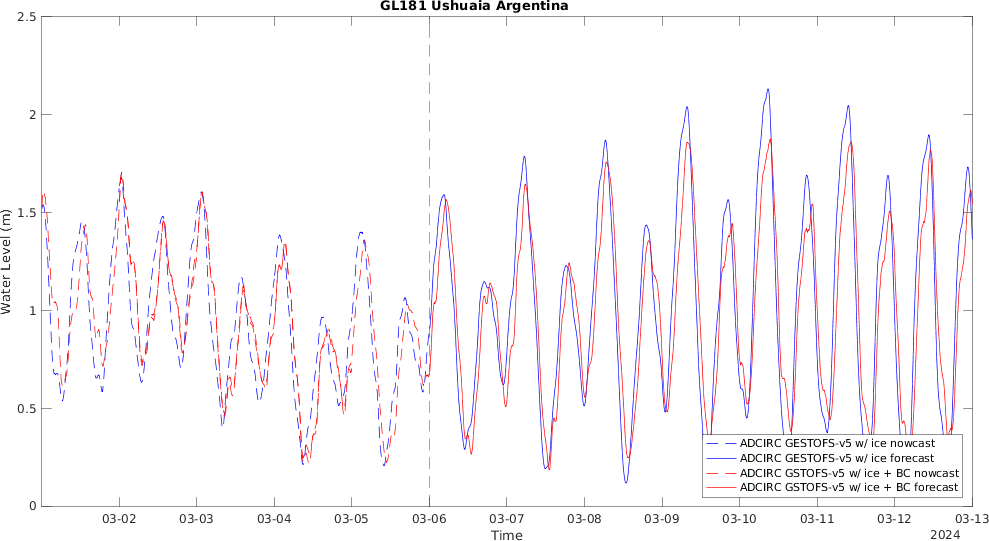 GL181 Ushuaia Argentina
2.5
2
1.5
1
0.5
0
Water Level (m)
ADCIRC GESTOFS-v5 w/ ice nowcast
ADCIRC GESTOFS-v5 w/ ice forecast
ADCIRC GSTOFS-v5 w/ ice + BC nowcast
ADCIRC GSTOFS-v5 w/ ice + BC forecast
03-02 03-03 03-04 03-05 03-06 03-07 03-08 03-09 03-10 03-11 03-12 03-13
Time
2024